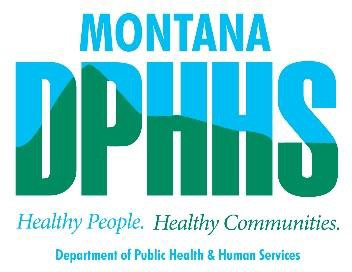 MONTANA
DPHHS
Healthy People. Healthy Communities.
Department of Public Health & Human Services